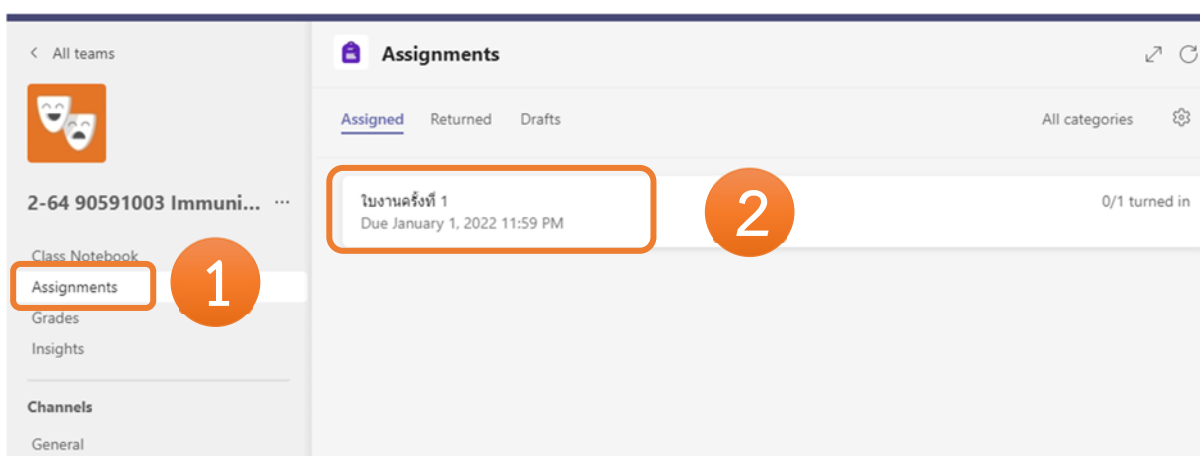 All teams
2-64 90591003 Immuni... ...
Class Notebook
Assignments
1
Grades
Insights
Channels
General
Assignments
Assigned Returned Drafts
All categories
ใบงานครั้งที่ 1
Due January 1, 2022 11:59 PM
2
0/1 turned in